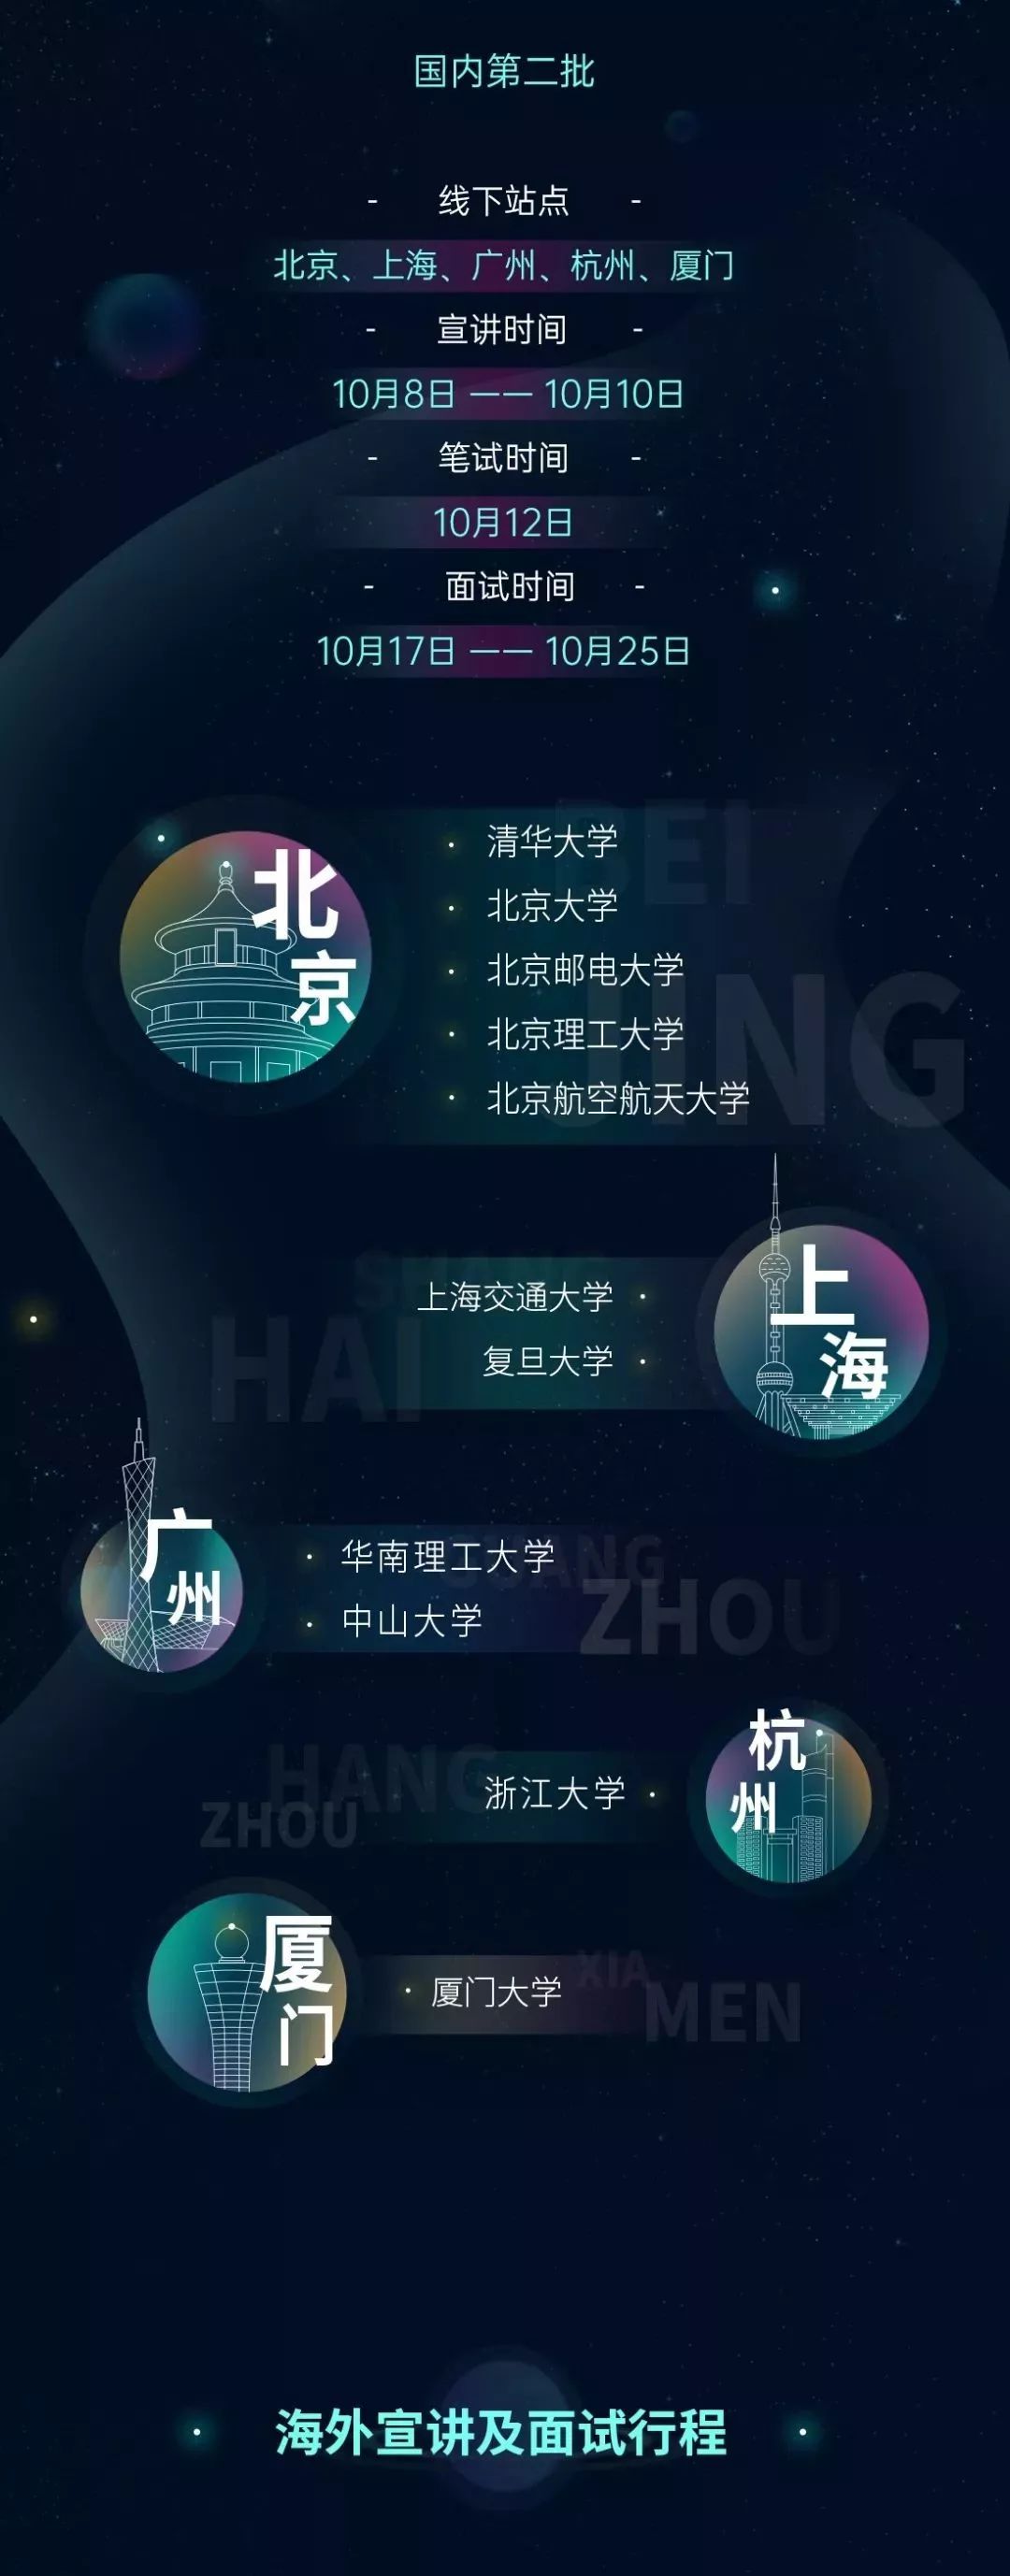 国内第二批
- 线下站点 -
北京、上海、广州、杭州、厦门
- 宣讲时间 -
10月8日 —— 10月10日
- 笔试时间 -
10月12日
- 面试时间 -
10月17日 —— 10月25日
北京
BEI
JING
· 清华大学
· 北京大学
· 北京邮电大学
· 北京理工大学
· 北京航空航天大学
上海
SHANG
HAI
上海交通大学 ·
复旦大学 ·
广州
GUANG
ZHOU
· 华南理工大学
· 中山大学
杭州
HANG
ZHOU
浙江大学 ·
厦门
XIA
MEN
· 厦门大学
· 海外宣讲及面试行程 ·